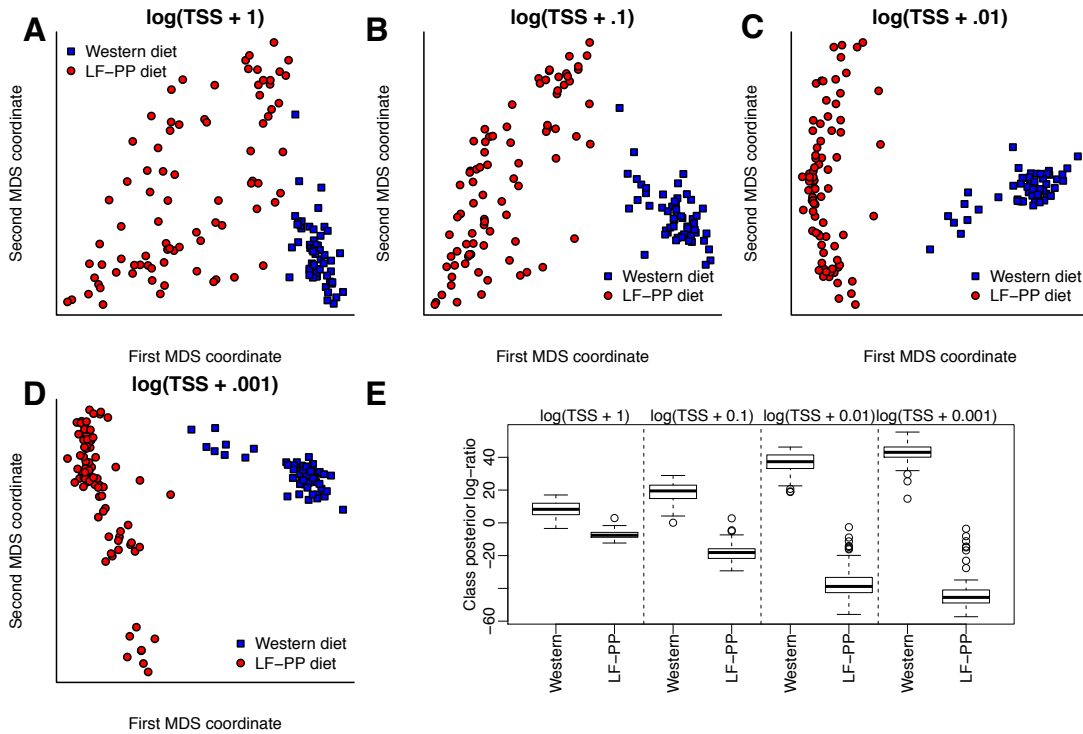 A
log(TSS + 1)
Western diet
LF−PP diet
Second MDS coordinate
First MDS coordinate
B
log(TSS + .1)
Second MDS coordinate
Western diet
LF−PP diet
First MDS coordinate
C
log(TSS + .01)
Second MDS coordinate
Western diet
LF−PP diet
First MDS coordinate
D
log(TSS + .001)
Second MDS coordinate
Western diet
LF−PP diet
First MDS coordinate
E
log(TSS + 1)
log(TSS + 0.1)
log(TSS + 0.01)
log(TSS + 0.001)
Class posterior log−ratio
40
20
0
−20
−60
Western
LF−PP
Western
LF−PP
Western
LF−PP
Western
LF−PP